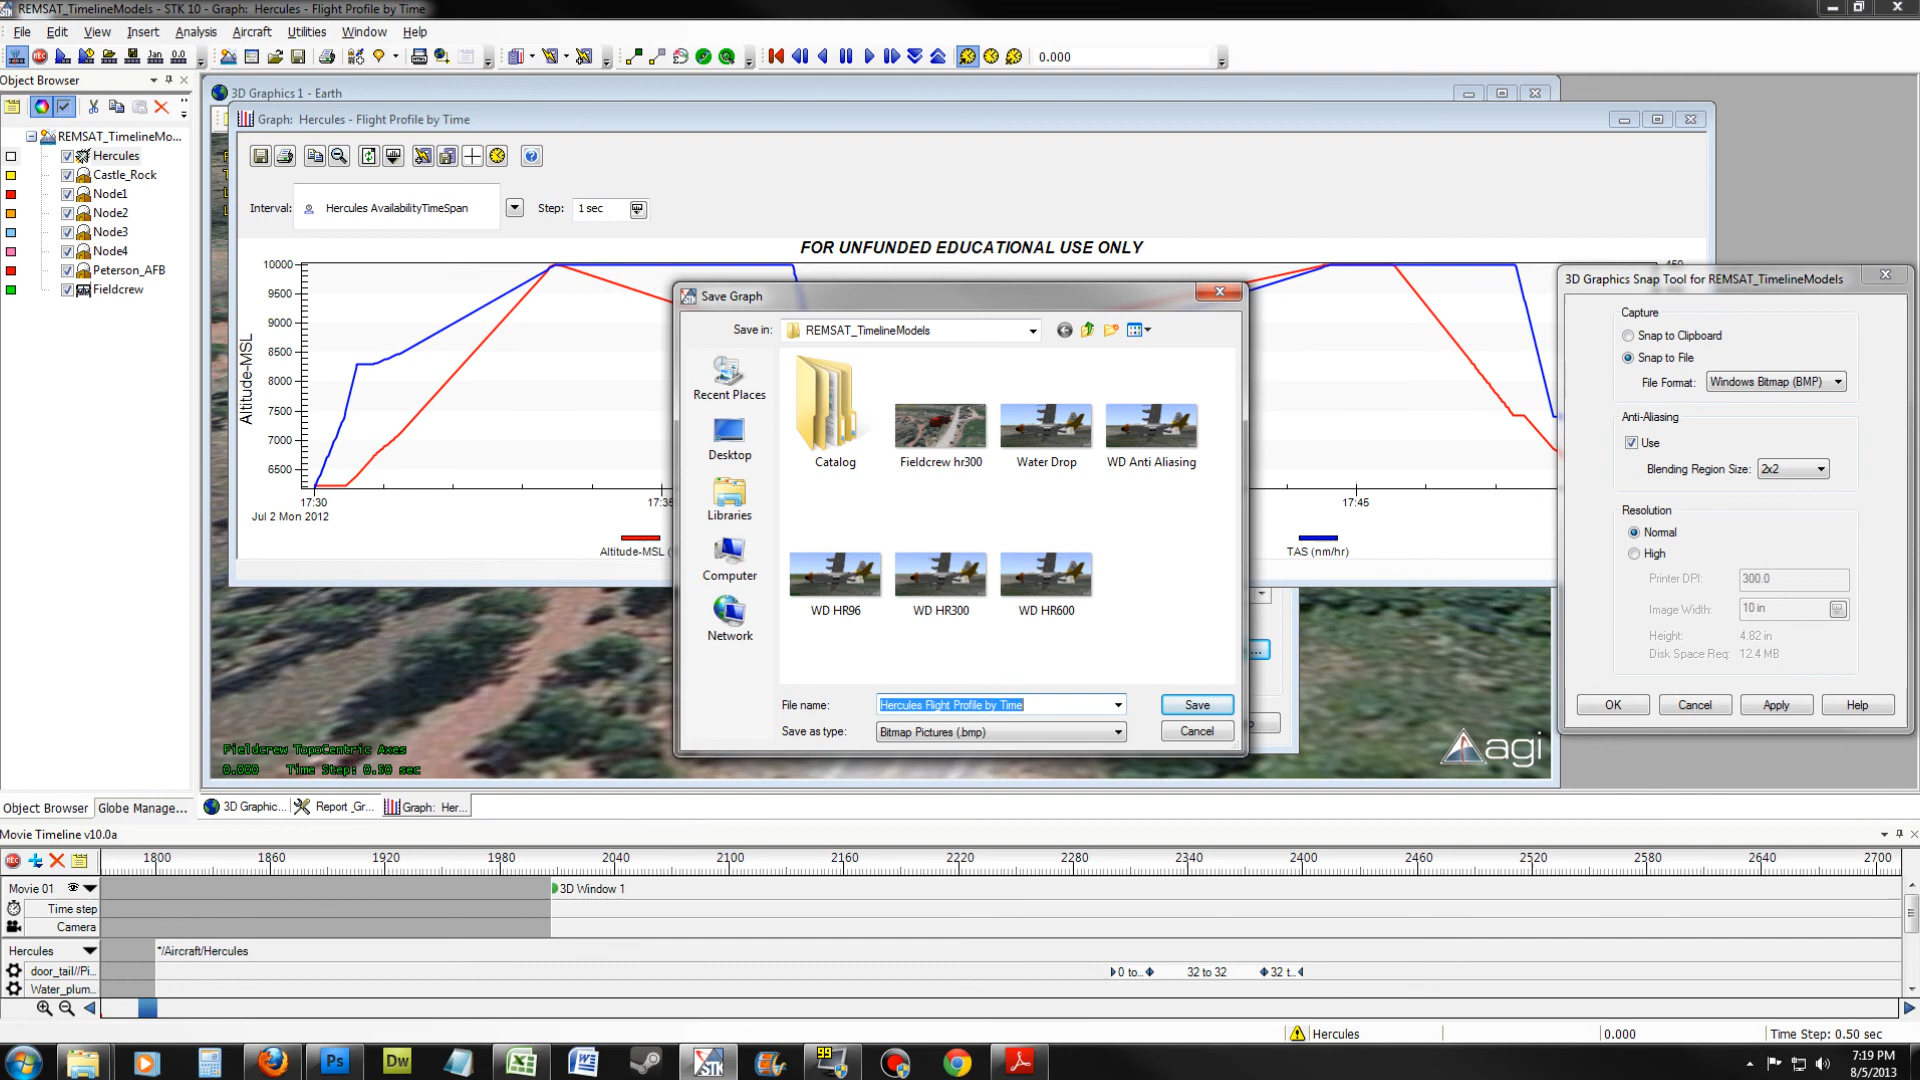 REMSAT_TimelineModels - STK 10 - Graph: Hercules - Flight Profile by Time
File Edit View Insert Analysis Aircraft Utilities Window Help
0.000
Object Browser
REMSAT_TimelineMo...
Hercules
Castle_Rock
Node1
Node2
Node3
Node4
Peterson_AFB
Fieldcrew
3D Graphics 1 - Earth
Graph: Hercules - Flight Profile by Time
Interval: Hercules AvailabilityTimeSpan Step: 1 sec
FOR UNFUNDED EDUCATIONAL USE ONLY
Altitude-MSL
10000
9500
9000
8500
8000
7500
7000
6500
17:30
17:45
Jul 2 Mon 2012
Altitude-MSL
TAS (nm/hr)
Save Graph
Save in: REMSAT_TimelineModels
Recent Places
Desktop
Libraries
Computer
Network
Catalog
Fieldcrew hr300
Water Drop
WD Anti Aliasing
WD HR96
WD HR300
WD HR600
File name: Hercules Flight Profile by Time Save
Save as type: Bitmap Pictures (.bmp) Cancel
3D Graphics Snap Tool for REMSAT_TimelineModels
Capture
Snap to Clipboard
Snap to File
File Format: Windows Bitmap (BMP)
Anti-Aliasing
Use
Blending Region Size: 2x2
Resolution
Normal
High
Printer DPI: 300.0
Image Width: 10 in
Height: 4.82 in
Disk Space Req: 12.4 MB
OK Cancel Apply Help
Fieldcrew TopoCentric Axes
0.000 Time Step: 0.50 sec
agi
Object Browser Globe Manage...
3D Graphic... Report_Gr... Graph: Her...
Movie Timeline v10.0a
1800 1860 1920 1980 2040 2100 2160 2220 2280 2340 2400 2460 2520 2580 2640 2700
Movie 01 3D Window 1
Time step
Camera
Hercules */Aircraft/Hercules
door_tail//Pi... 0 to... 32 to 32 32 t...
Water_plum...
Hercules 0.000 Time Step: 0.50 sec
Ps Dw STK 99
7:19 PM
8/5/2013